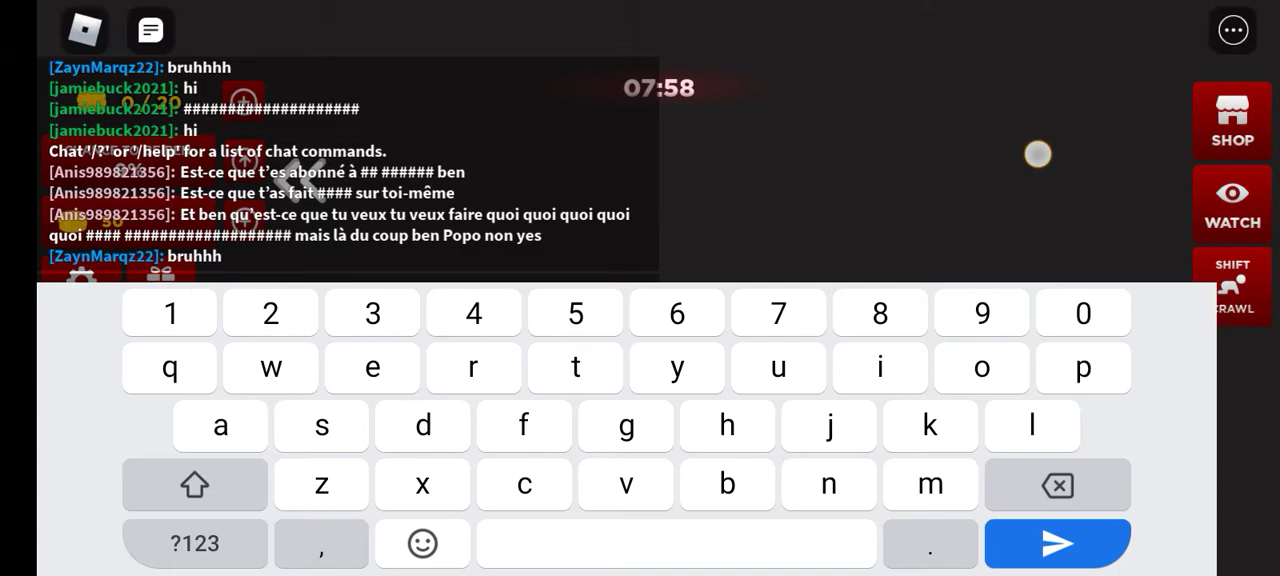 [ZaynMarqz22]: bruhhhh
07:58
[jamiebuck2021]: hi
0 / 20
[jamiebuck2021]: ###################
[jamiebuck2021]: hi
Chat '/?' or '/help' for a list of chat commands.
[Anis989821356]: Est-ce que t'es abonné à ## ###### ben
[Anis989821356]: Est-ce que t'as fait #### sur toi-même
[Anis989821356]: Et ben qu'est-ce que tu veux tu veux faire quoi quoi quoi quoi
50
quoi #### ################### mais là du coup ben Popo non yes
[ZaynMarqz22]: bruhhh
SHOP
WATCH
SHIFT
CRAWL
1 2 3 4 5 6 7 8 9 0
q w e r t y u i o p
a s d f g h j k l
z x c v b n m
?123 , .